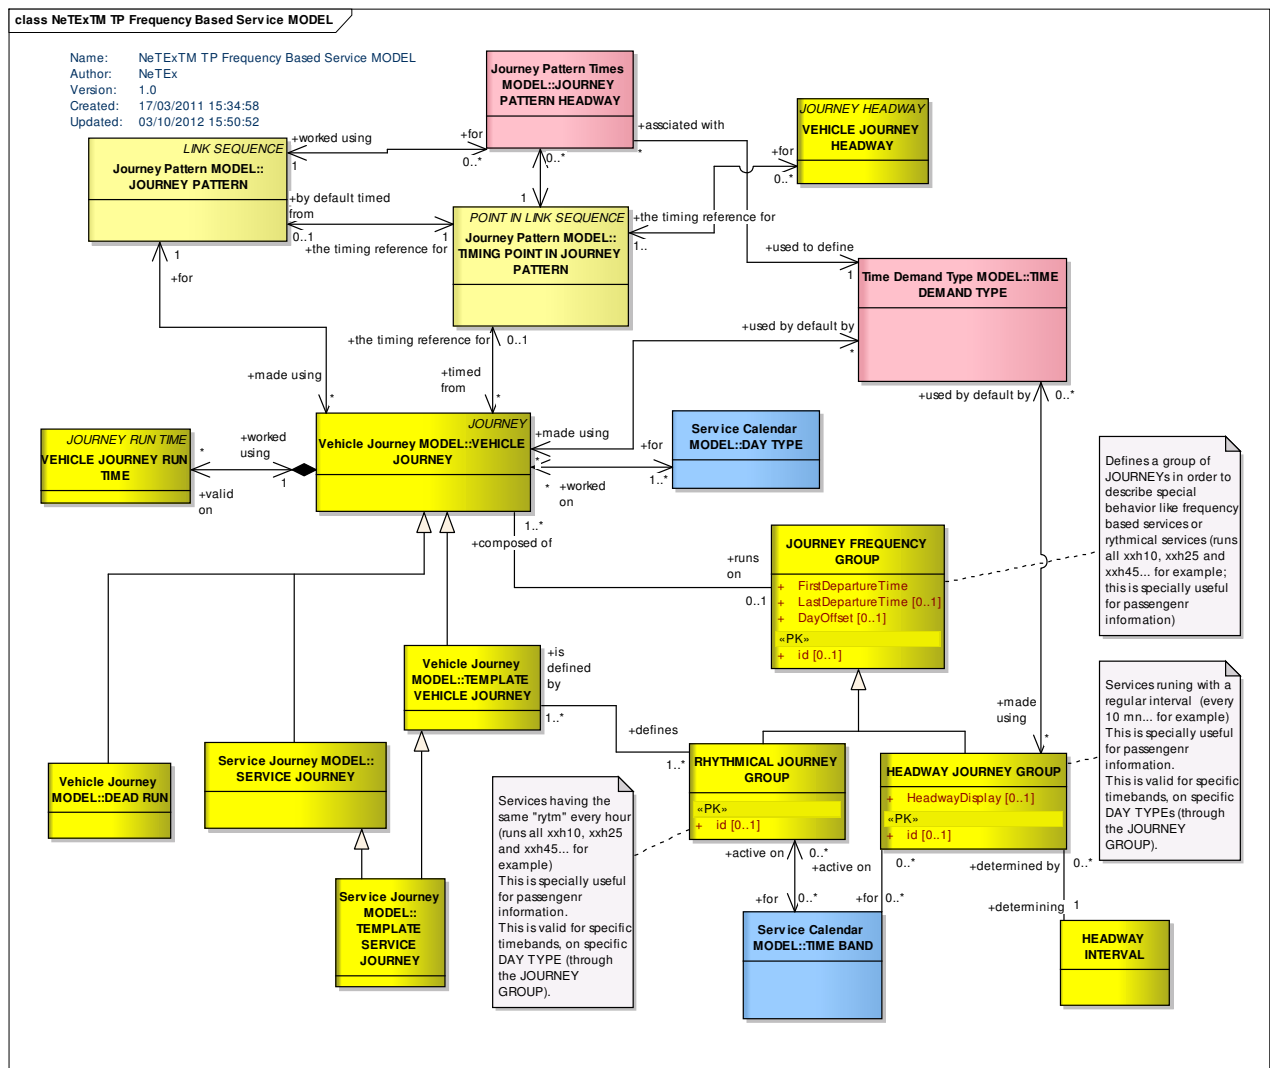 class NeTExTM TP Frequency Based Service MODEL
Name: NeTExTM TP Frequency Based Service MODEL
Author: NeTEx
Version: 1.0
Created: 17/03/2011 15:34:58
Updated: 03/10/2012 15:50:52
Journey Pattern Times
MODEL::JOURNEY
PATTERN HEADWAY
JOURNEY HEADWAY
VEHICLE JOURNEY
HEADWAY
LINK SEQUENCE
Journey Pattern MODEL::
JOURNEY PATTERN
+worked using
1
+for
0..*
+assciated with
*
+for
0..*
0..*
1
+by default timed
from
0..1
+the timing reference for
1
POINT IN LINK SEQUENCE
Journey Pattern MODEL::
TIMING POINT IN JOURNEY
PATTERN
+the timing reference for
1..
+used to define
1
Time Demand Type MODEL::TIME
DEMAND TYPE
1
+for
+the timing reference for
0..1
+used by default by
*
+made using
*
+timed
from
*
+used by default by
0..*
JOURNEY RUN TIME
VEHICLE JOURNEY RUN
TIME
*
+valid
on
+worked
using
1
JOURNEY
Vehicle Journey MODEL::VEHICLE
JOURNEY
+made using
*
*
+worked
on
+for
1..*
Service Calendar
MODEL::DAY TYPE
Defines a group of
JOURNEYs in order to
describe special
behavior like frequency
based services or
rythmical services (runs
all xxh10, xxh25 and
xxh45... for example;
this is specially useful
for passengenr
information)
1..*
+composed of
+runs
on
0..1
JOURNEY FREQUENCY
GROUP
+ FirstDepartureTime
+ LastDepartureTime [0..1]
+ DayOffset [0..1]
«PK»
+ id [0..1]
Vehicle Journey
MODEL::TEMPLATE
VEHICLE JOURNEY
+is
defined
by
1..*
+defines
1..*
+made
using
*
Services runing with a
regular interval (every
10 mn... for example)
This is specially useful
for passengenr
information.
This is valid for specific
timebands, on specific
DAY TYPEs (through
the JOURNEY
GROUP).
Vehicle Journey
MODEL::DEAD RUN
Service Journey MODEL::
SERVICE JOURNEY
RHYTHMICAL JOURNEY
GROUP
«PK»
+ id [0..1]
HEADWAY JOURNEY GROUP
+ HeadwayDisplay [0..1]
«PK»
+ id [0..1]
Services having the
same "rytm" every hour
(runs all xxh10, xxh25
and xxh45... for
example)
This is specially useful
for passengenr
information.
This is valid for specific
timebands, on specific
DAY TYPE (through
the JOURNEY
GROUP).
+active on
0..*
+active on
0..*
+determined by
0..*
+for
0..*
+for
0..*
+determining
1
Service Journey
MODEL::
TEMPLATE
SERVICE
JOURNEY
Service Calendar
MODEL::TIME BAND
HEADWAY
INTERVAL